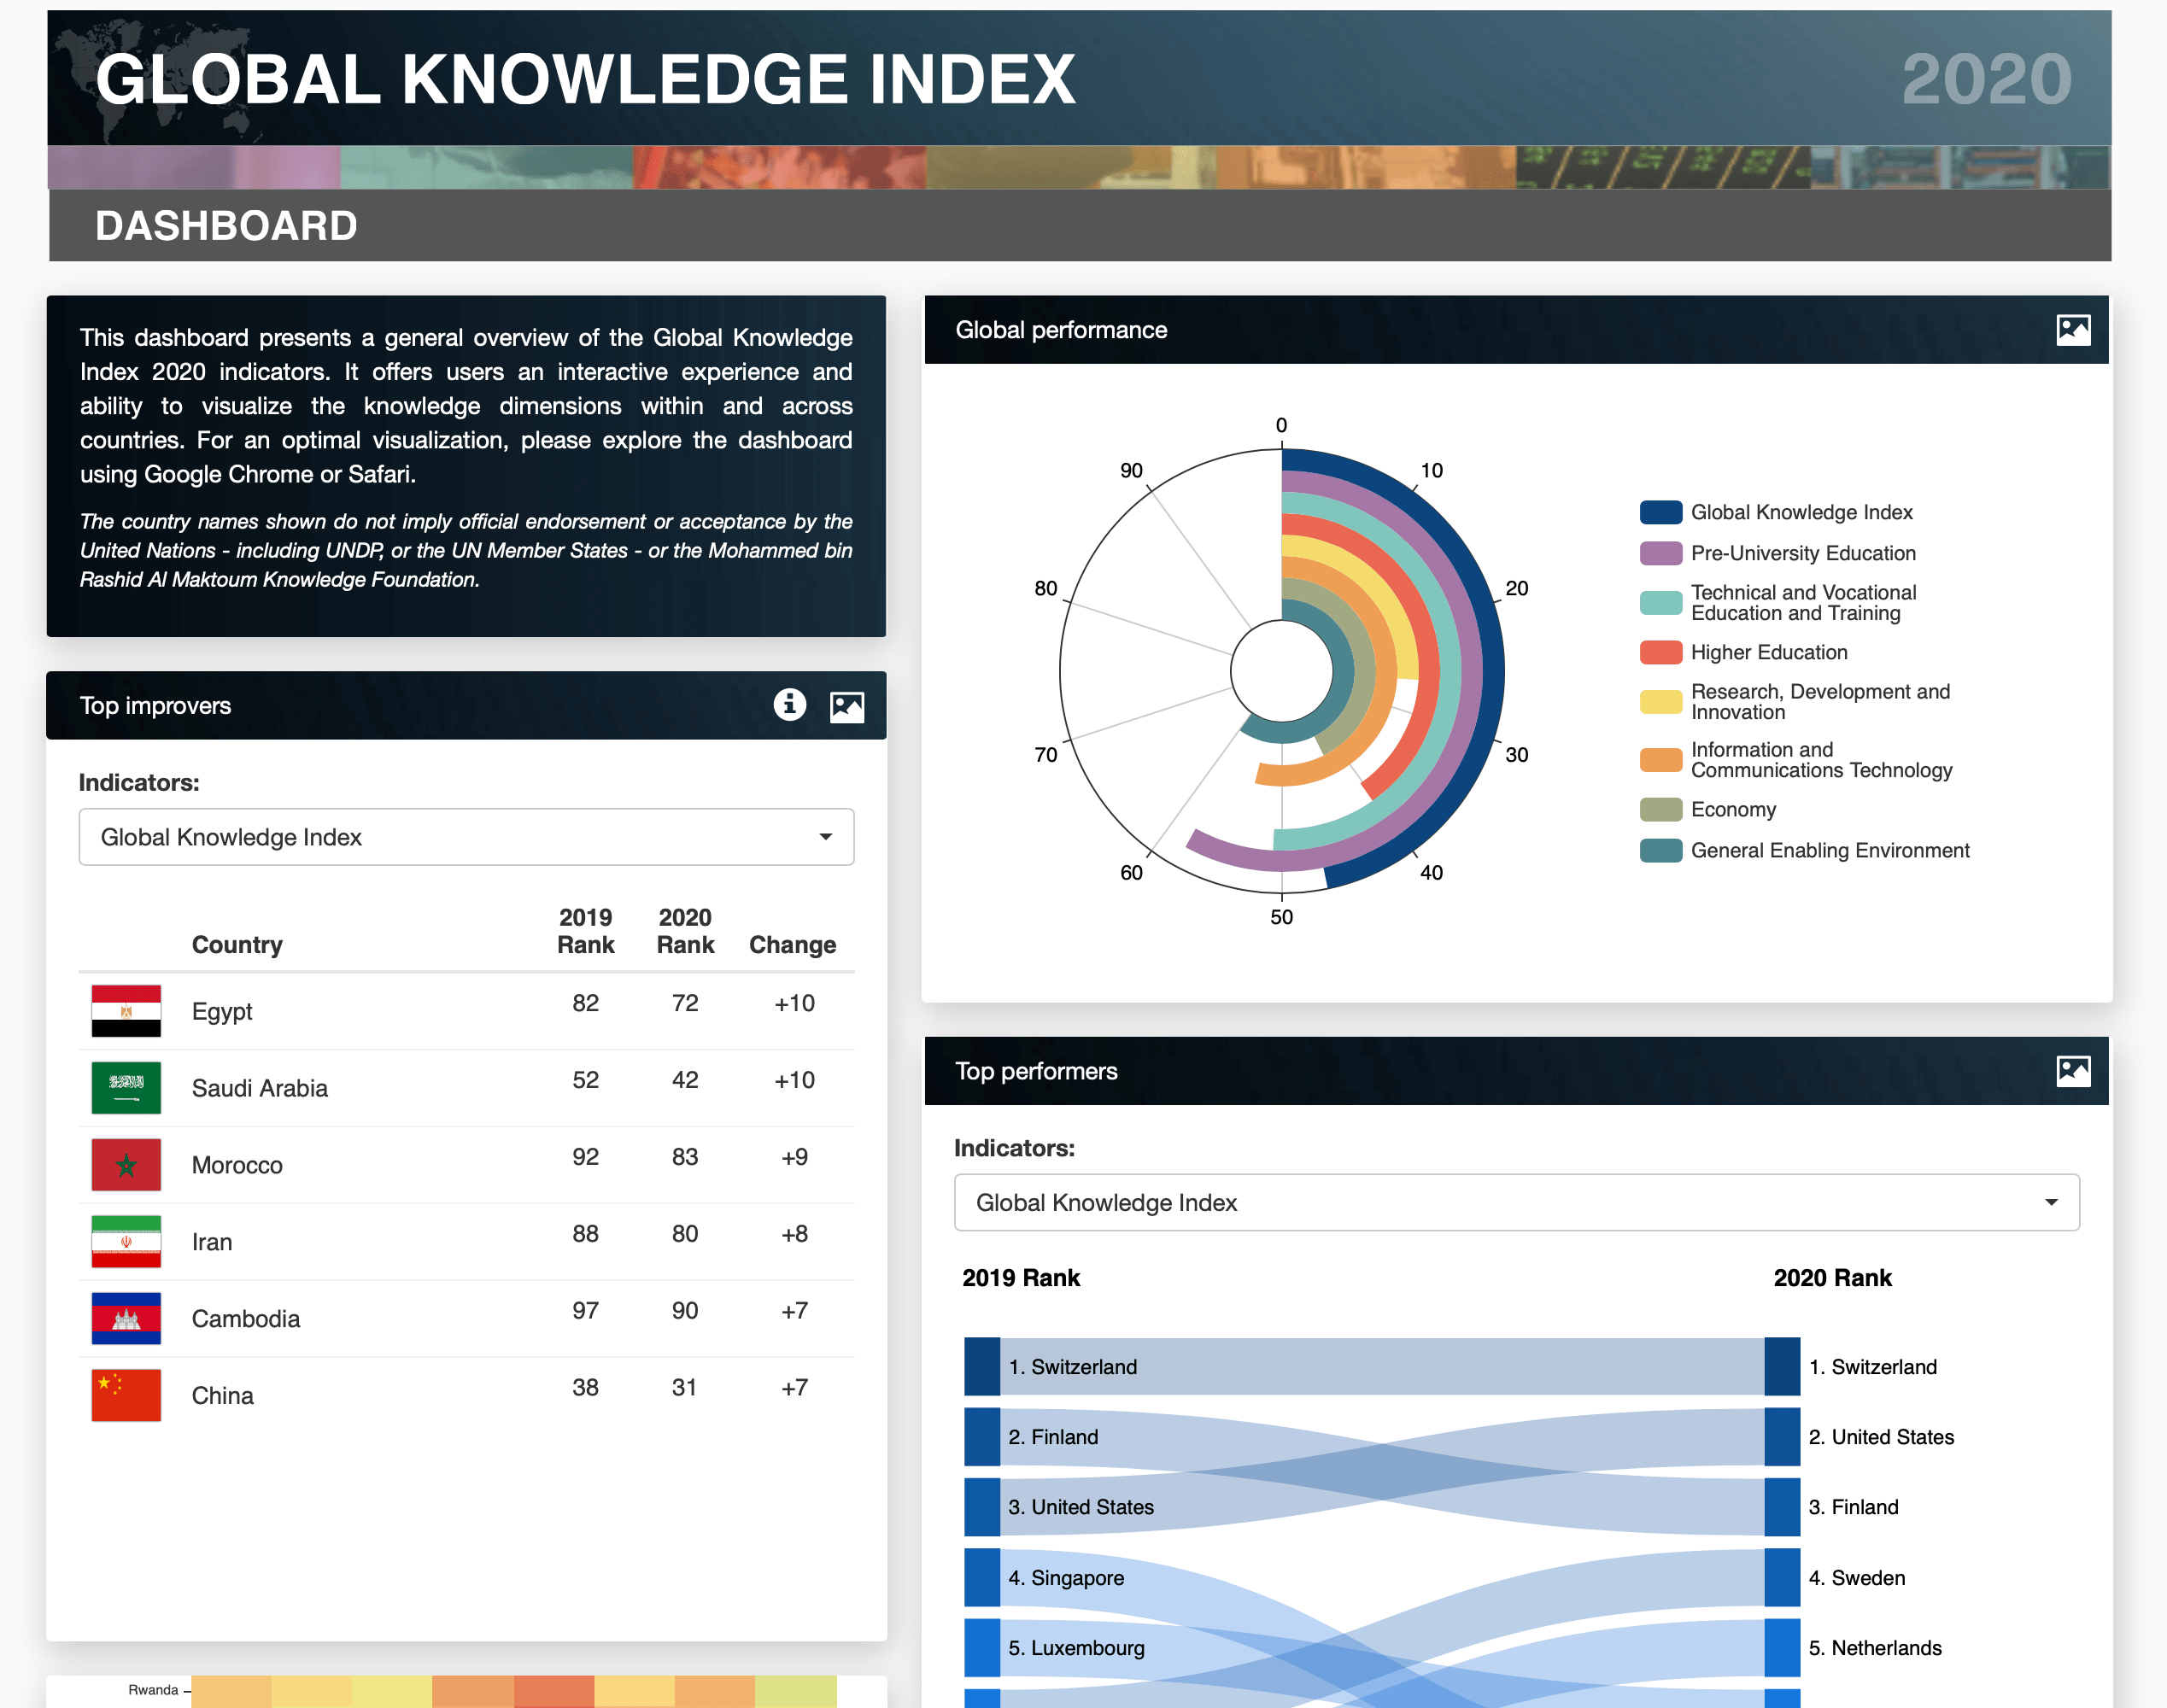 GLOBAL KNOWLEDGE INDEX
2020
DASHBOARD
This dashboard presents a general overview of the Global Knowledge
Index 2020 indicators. It offers users an interactive experience and
ability to visualize the knowledge dimensions within and across
countries. For an optimal visualization, please explore the dashboard
using Google Chrome or Safari.
The country names shown do not imply official endorsement or acceptance by the
United Nations - including UNDP, or the UN Member States - or the Mohammed bin
Rashid Al Maktoum Knowledge Foundation.
Top improvers
Indicators:
Global Knowledge Index
Country 2019 Rank 2020 Rank Change
Egypt 82 72 +10
Saudi Arabia 52 42 +10
Morocco 92 83 +9
Iran 88 80 +8
Cambodia 97 90 +7
China 38 31 +7
Rwanda
Global performance
0
10
20
30
40
50
60
70
80
90
Global Knowledge Index
Pre-University Education
Technical and Vocational
Education and Training
Higher Education
Research, Development and
Innovation
Information and
Communications Technology
Economy
General Enabling Environment
Top performers
Indicators:
Global Knowledge Index
2019 Rank 2020 Rank
1. Switzerland 1. Switzerland
2. Finland 2. United States
3. United States 3. Finland
4. Singapore 4. Sweden
5. Luxembourg 5. Netherlands